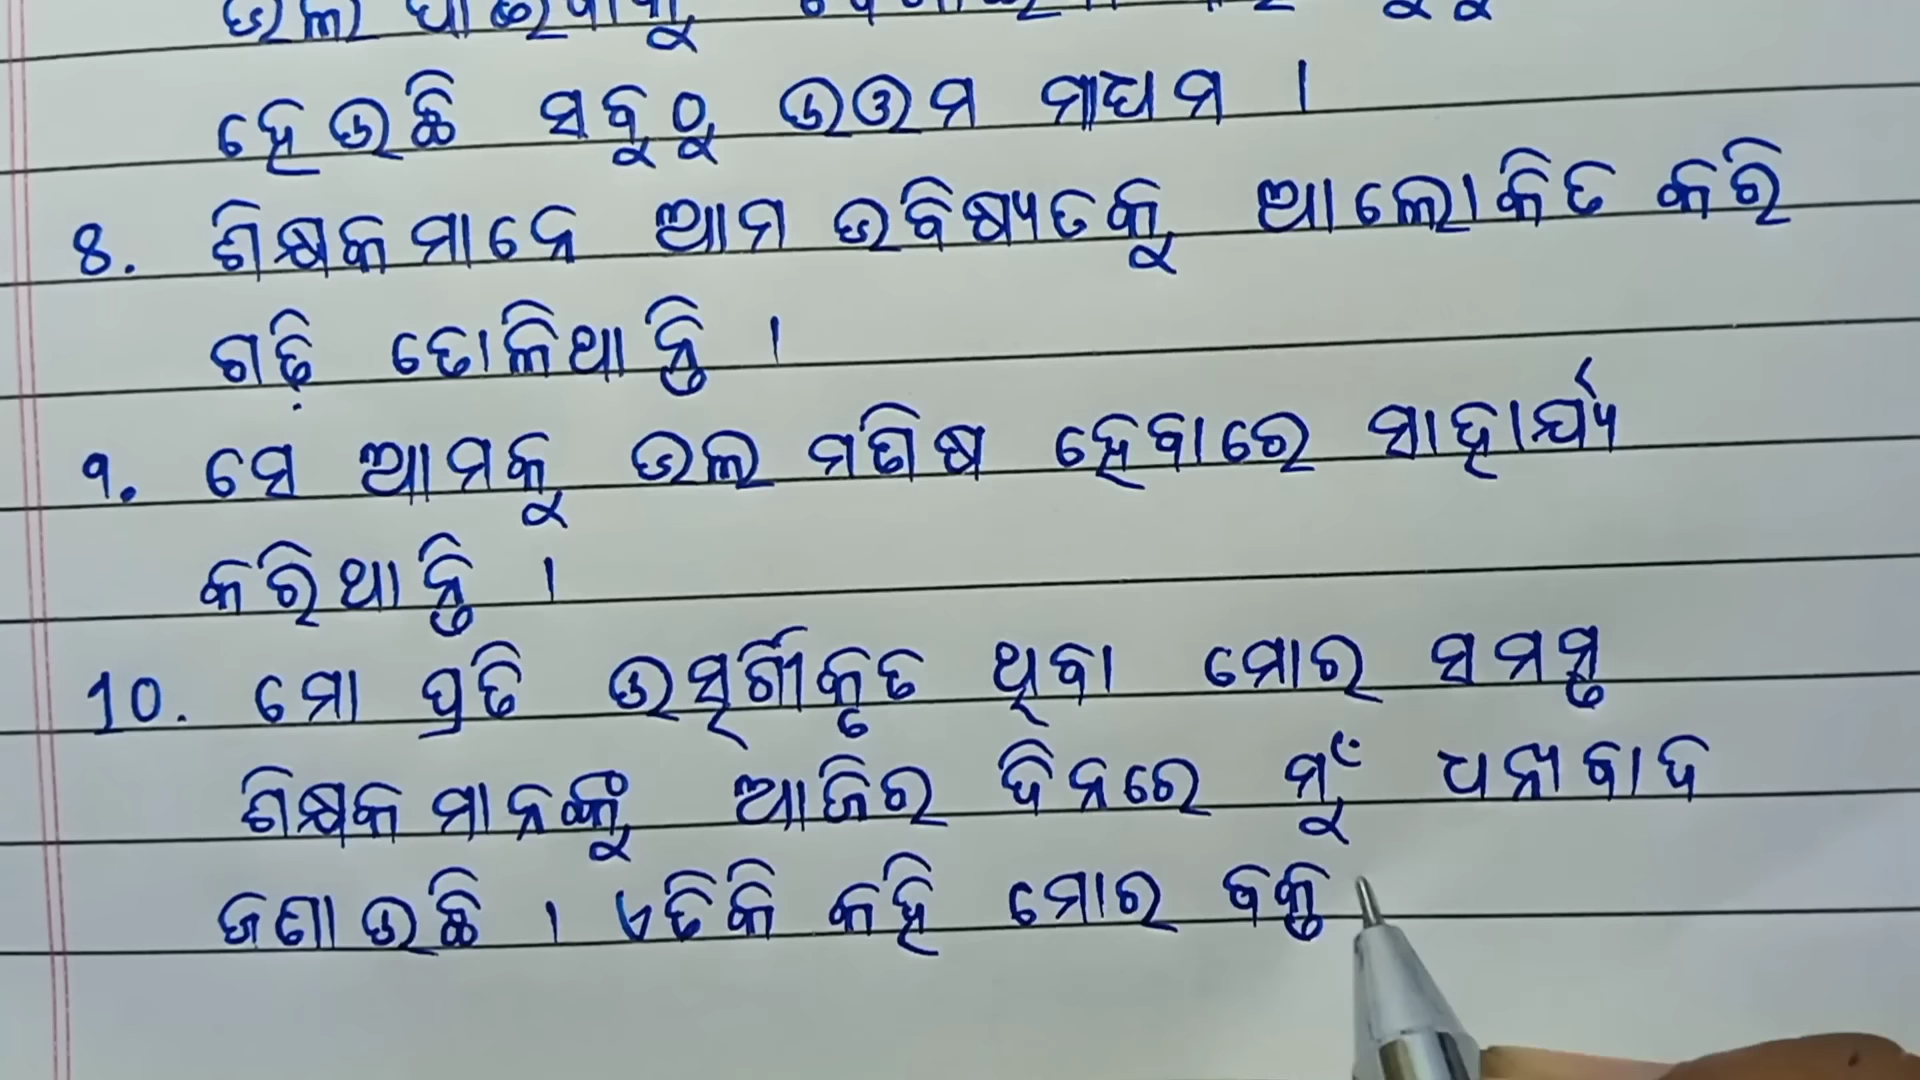 ହେଉଛି ସବୁଠୁ ଉତ୍ତମ ମାଧ୍ୟମ ।
8. ଶିକ୍ଷକମାନେ ଆମ ଭବିଷ୍ୟତକୁ ଆଲୋକିତ କରି
ଗଢ଼ି ତୋଳିଥାନ୍ତି ।
୨. ସେ ଆମକୁ ଭଲ ମଣିଷ ହେବାରେ ସାହାର୍ଯ୍ୟ
କରିଥାନ୍ତି ।
10. ମୋ ପ୍ରତି ଉତ୍ସର୍ଗୀକୃତ ଥିବା ମୋର ସମସ୍ତ
ଶିକ୍ଷକମାନଙ୍କୁ ଆଜିର ଦିନରେ ମୁଁ ଧନ୍ୟବାଦ
ଜଣାଉଛି । ଏତିକି କହି ମୋର ବକ୍ତ